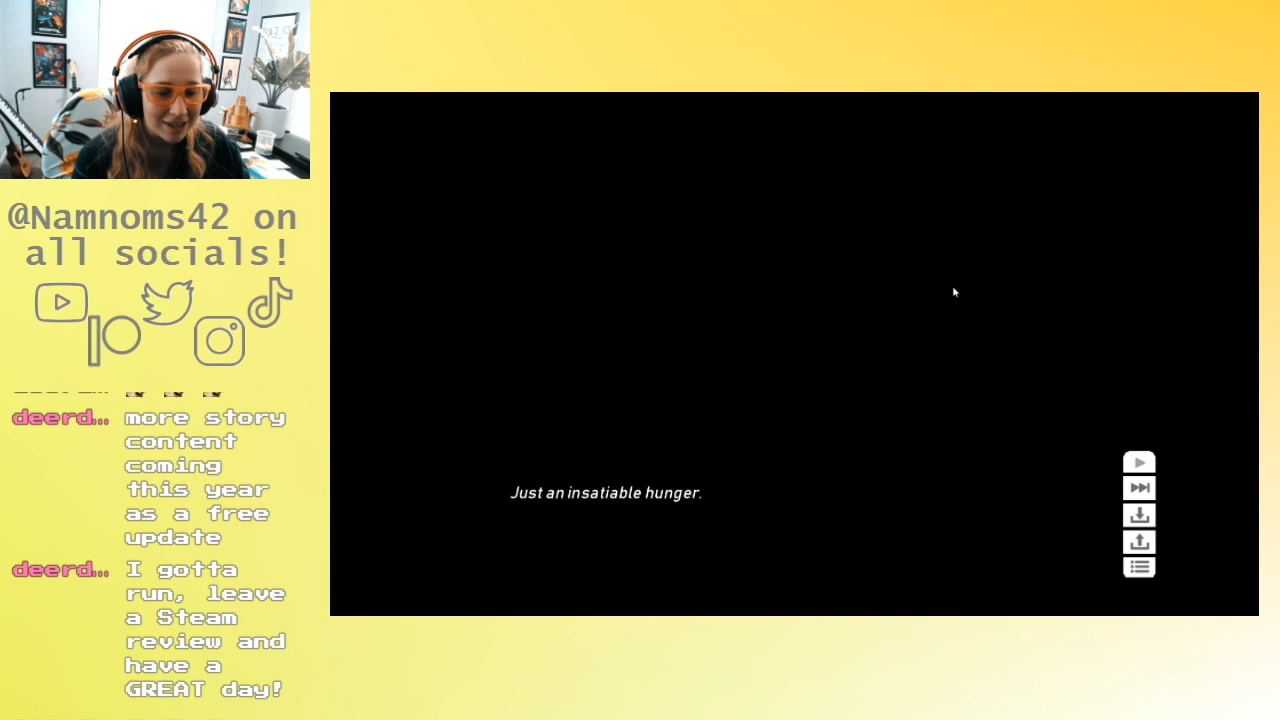 @Namnoms42 on
all socials!
deerd... more story
content
coming
this year
as a free
update
deerd... I gotta
run, leave
a Steam
review and
have a
GREAT day!
Just an insatiable hunger.